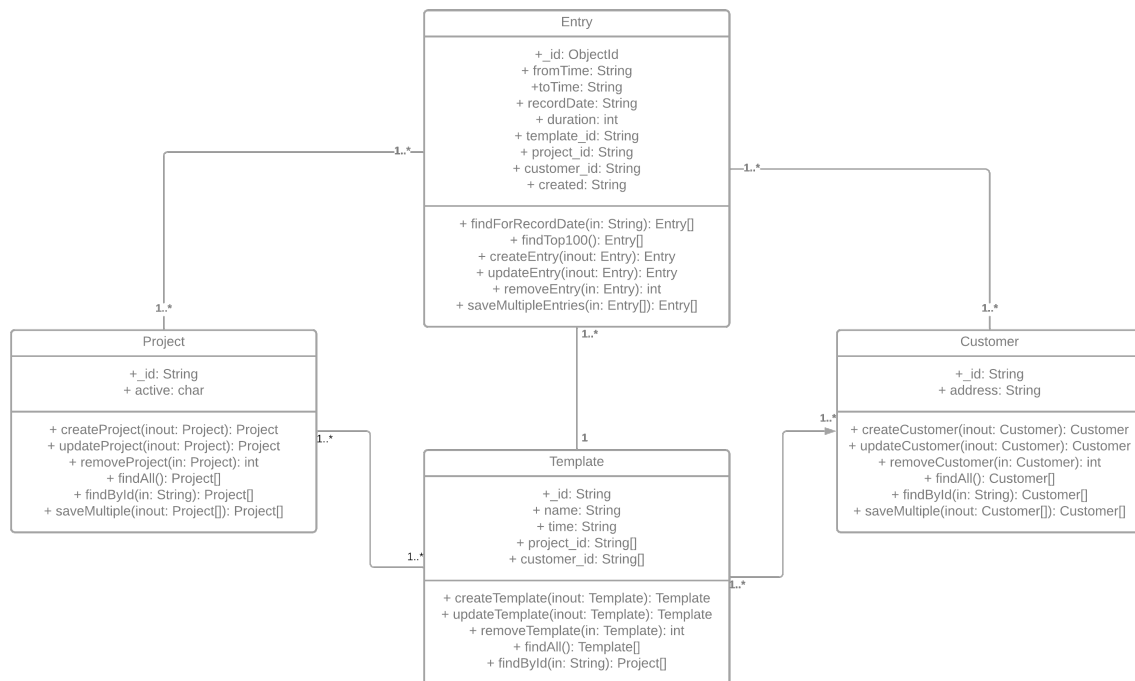 Entry
+_id: ObjectId
+ fromTime: String
+toTime: String
+ recordDate: String
+ duration: int
+ template_id: String
+ project_id: String
+ customer_id: String
+ created: String
+ findForRecordDate(in: String): Entry[]
+ findTop100(): Entry[]
+ createEntry(inout: Entry): Entry
+ updateEntry(inout: Entry): Entry
+ removeEntry(in: Entry): int
+ saveMultipleEntries(in: Entry[]): Entry[]
1..*
1..*
1..*
1..*
1..*
1
Project
+_id: String
+ active: char
+ createProject(inout: Project): Project
+ updateProject(inout: Project): Project
+ removeProject(in: Project): int
+ findAll(): Project[]
+ findById(in: String): Project[]
+ saveMultiple(inout: Project[]): Project[]
1..*
1..*
Customer
+_id: String
+ address: String
+ createCustomer(inout: Customer): Customer
+ updateCustomer(inout: Customer): Customer
+ removeCustomer(in: Customer): int
+ findAll(): Customer[]
+ findById(in: String): Customer[]
+ saveMultiple(inout: Customer[]): Customer[]
1..*
1..*
Template
+_id: String
+ name: String
+ time: String
+ project_id: String[]
+ customer_id: String[]
+ createTemplate(inout: Template): Template
+ updateTemplate(inout: Template): Template
+ removeTemplate(in: Template): int
+ findAll(): Template[]
+ findById(in: String): Project[]